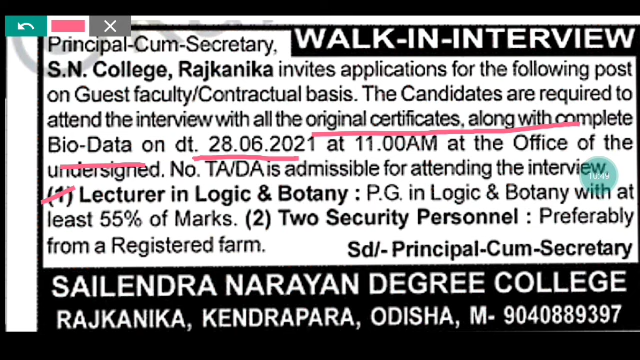 WALK-IN-INTERVIEW
Principal-Cum-Secretary,
S.N. College, Rajkanika invites applications for the following post
on Guest faculty/Contractual basis. The Candidates are required to
attend the interview with all the original certificates, along with complete
Bio-Data on dt. 28.06.2021 at 11.00AM at the Office of the
undersigned. No. TA/DA is admissible for attending the interview.
(1) Lecturer in Logic & Botany : P.G. in Logic & Botany with at
least 55% of Marks. (2) Two Security Personnel : Preferably
from a Registered farm. Sd/- Principal-Cum-Secretary
SAILENDRA NARAYAN DEGREE COLLEGE
RAJKANIKA, KENDRAPARA, ODISHA, M- 9040889397
10:49